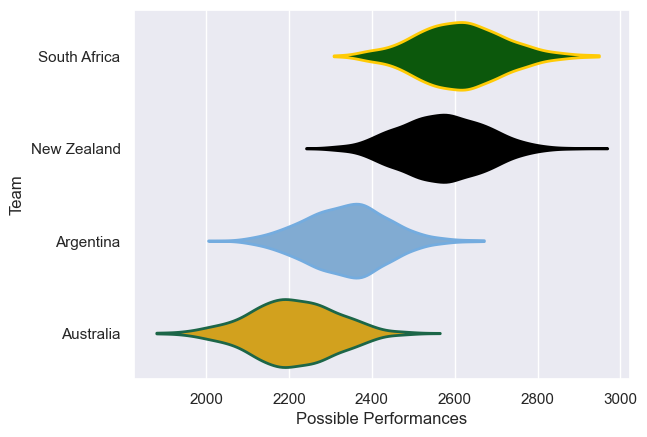 South Africa
New Zealand
Argentina
Australia
Team
2000 2200 2400 2600 2800 3000
Possible Performances